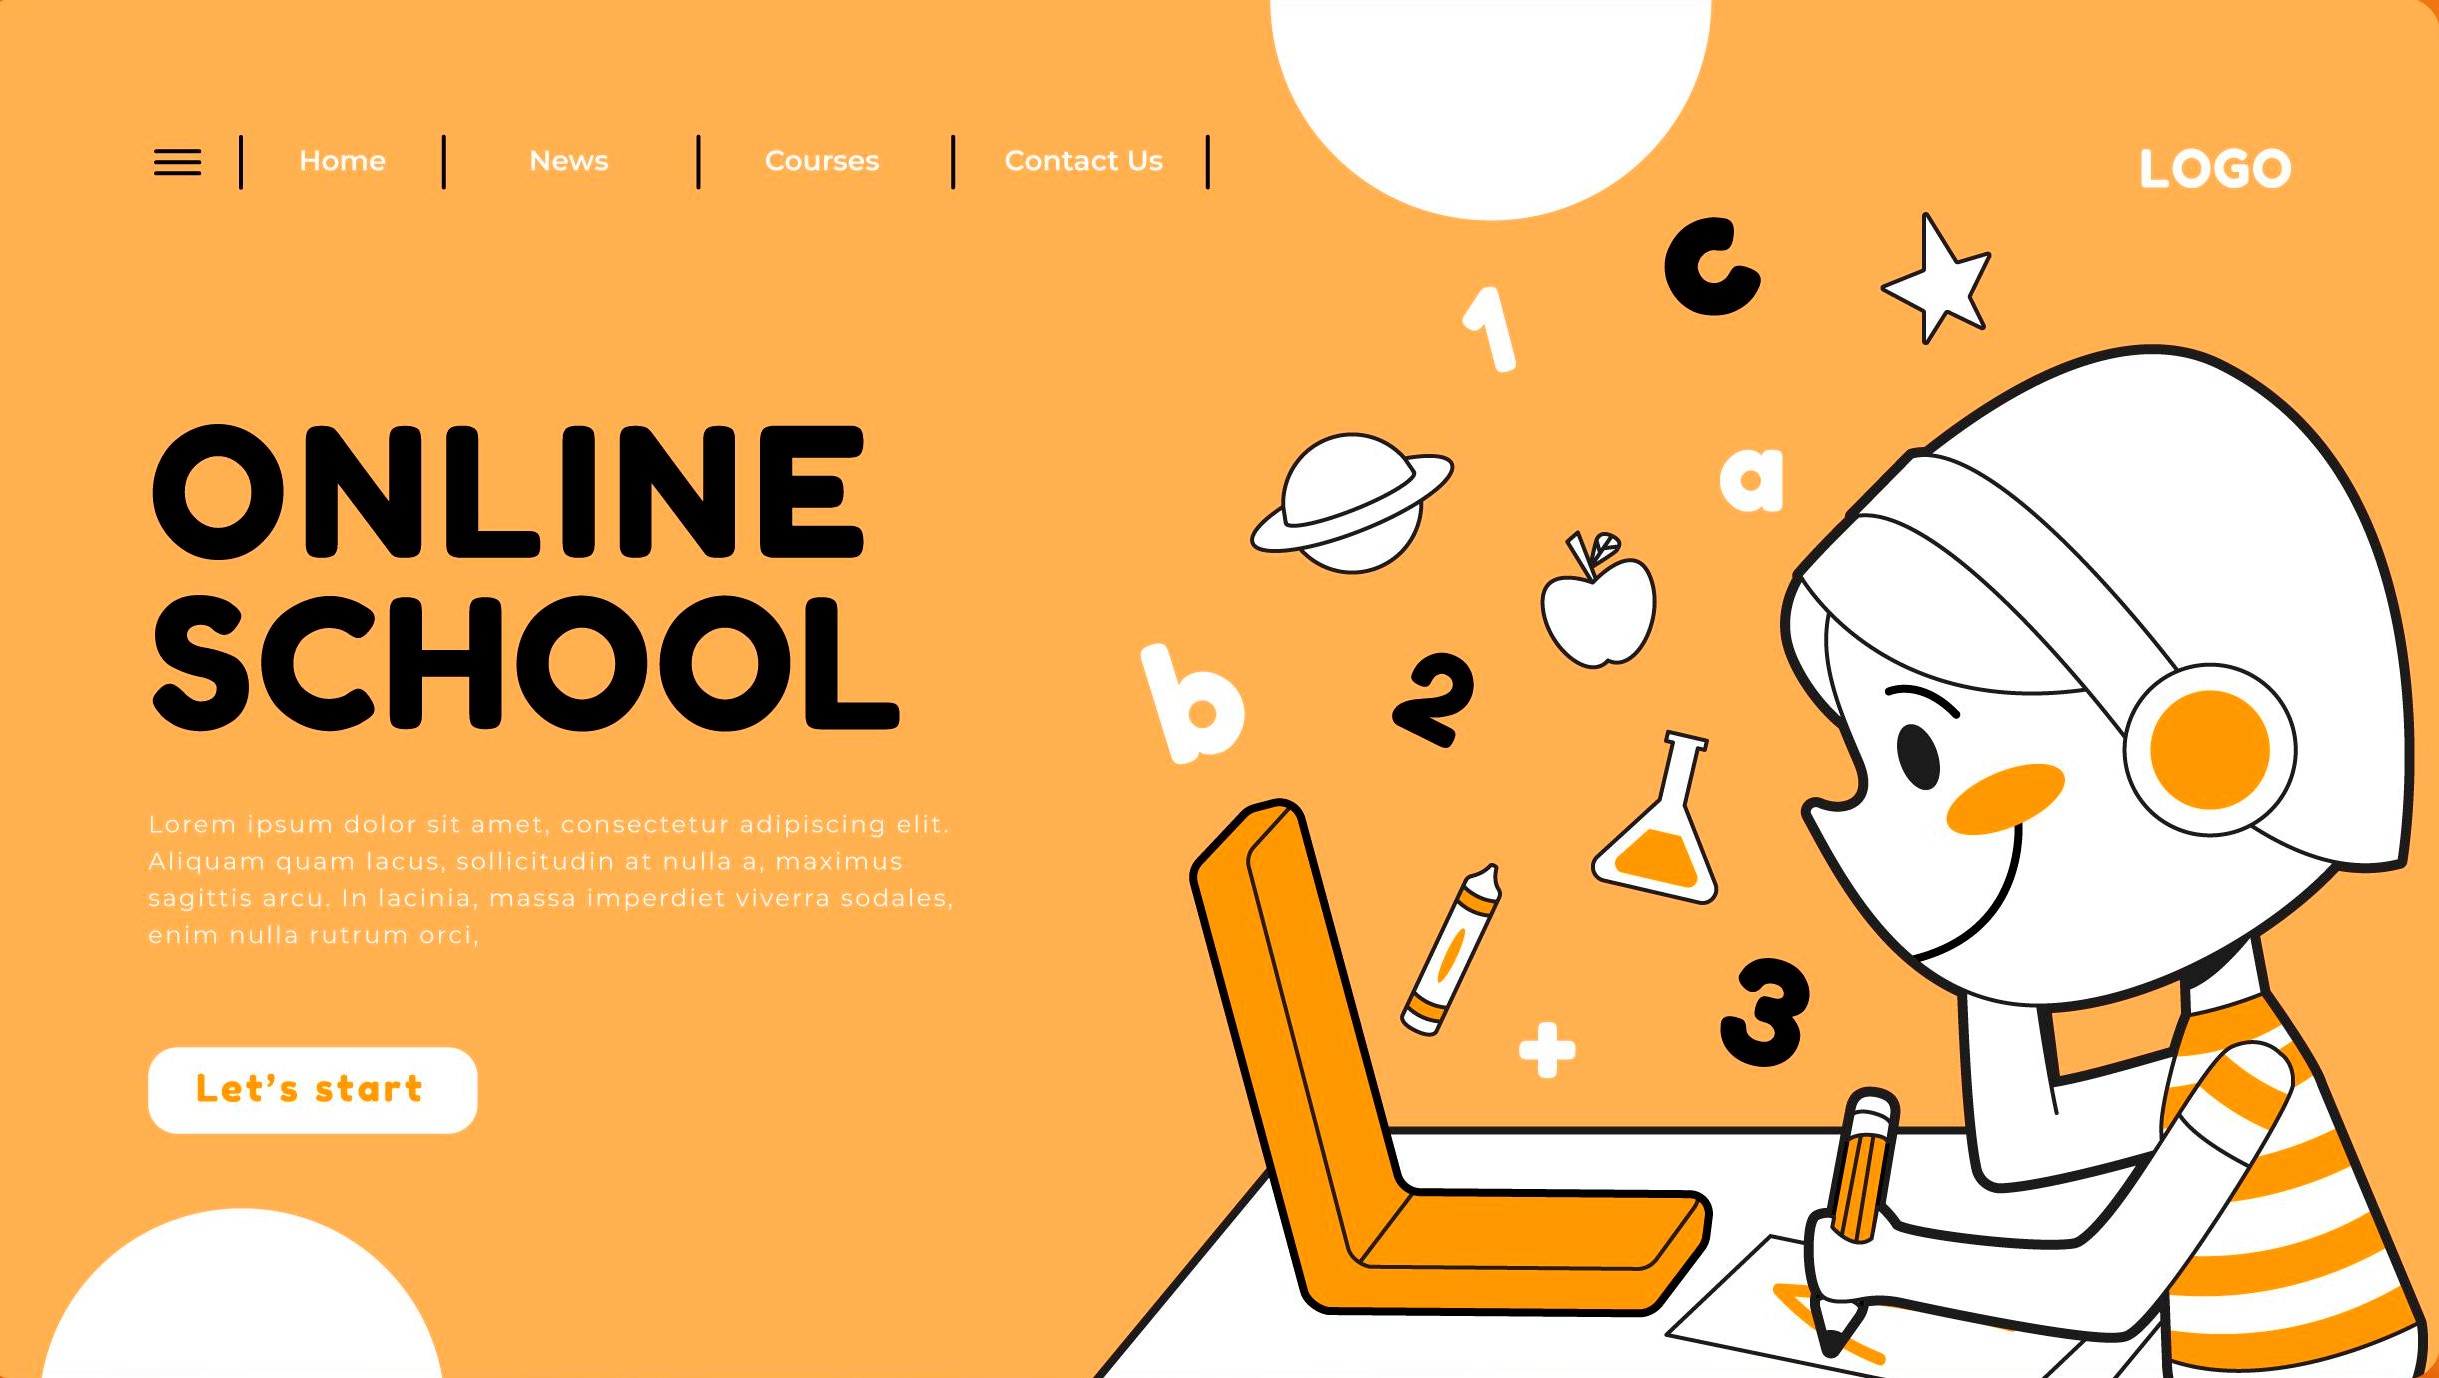 Home News Courses Contact Us
LOGO
C
1
a
b
2
3
+
ONLINE
SCHOOL
Lorem ipsum dolor sit amet, consectetur adipiscing elit.
Aliquam quam lacus, sollicitudin at nulla a, maximus
sagittis arcu. In lacinia, massa imperdiet viverra sodales,
enim nulla rutrum orci,
Let's start